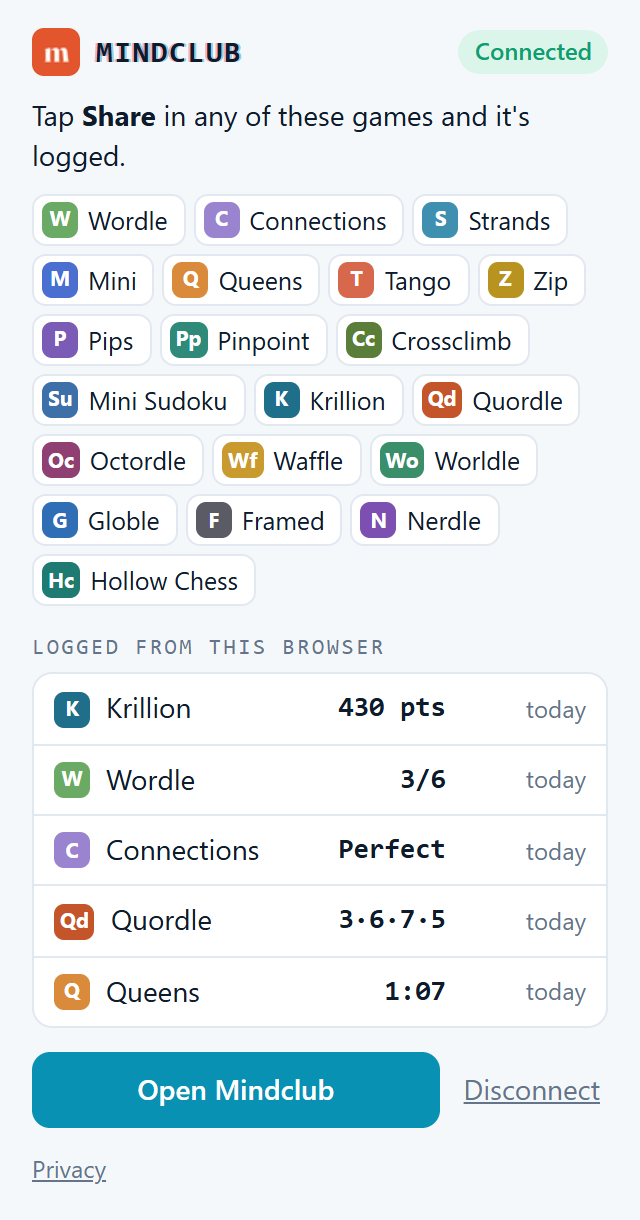 m MINDCLUB Connected
Tap Share in any of these games and it's
logged.
W Wordle C Connections S Strands
M Mini Q Queens T Tango Z Zip
P Pips Pp Pinpoint Cc Crossclimb
Su Mini Sudoku K Krillion Qd Quordle
Oc Octordle Wf Waffle Wo Worldle
G Globle F Framed N Nerdle
Hc Hollow Chess
LOGGED FROM THIS BROWSER
K Krillion 430 pts today
W Wordle 3/6 today
C Connections Perfect today
Qd Quordle 3·6·7·5 today
Q Queens 1:07 today
Open Mindclub Disconnect
Privacy